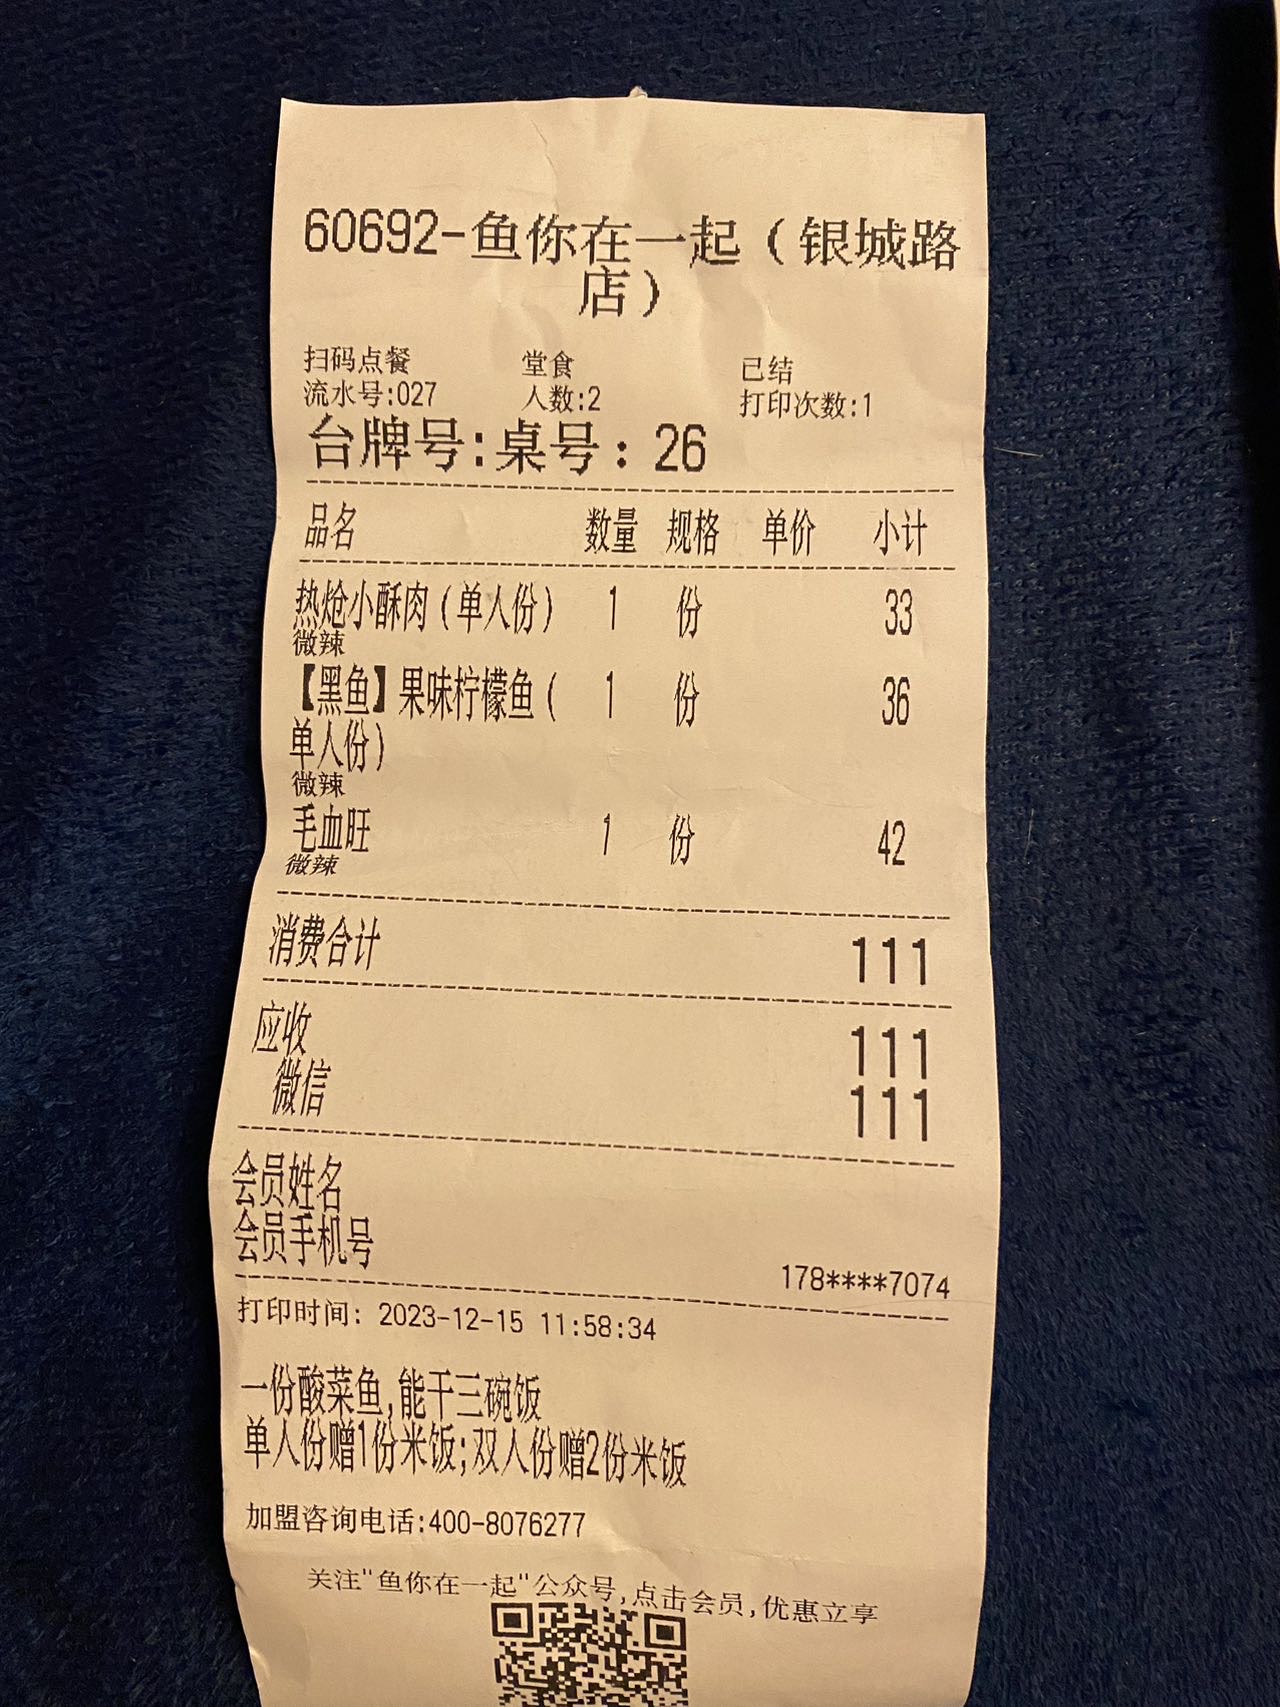 60692-鱼你在一起(银城路
店)
扫码点餐 堂食 已结
流水号:027 人数:2 打印次数:1
台牌号:桌号:26
品名 数量 规格 单价 小计
热炝小酥肉(单人份) 1 份 33
微辣
【黑鱼】果味柠檬鱼( 1 份 36
单人份)
微辣
毛血旺 1 份 42
微辣
消费合计 111
应收 111
微信 111
会员姓名
会员手机号 178****7074
打印时间: 2023-12-15 11:58:34
一份酸菜鱼,能干三碗饭
单人份赠1份米饭;双人份赠2份米饭
加盟咨询电话:400-8076277
关注"鱼你在一起"公众号,点击会员,优惠立享